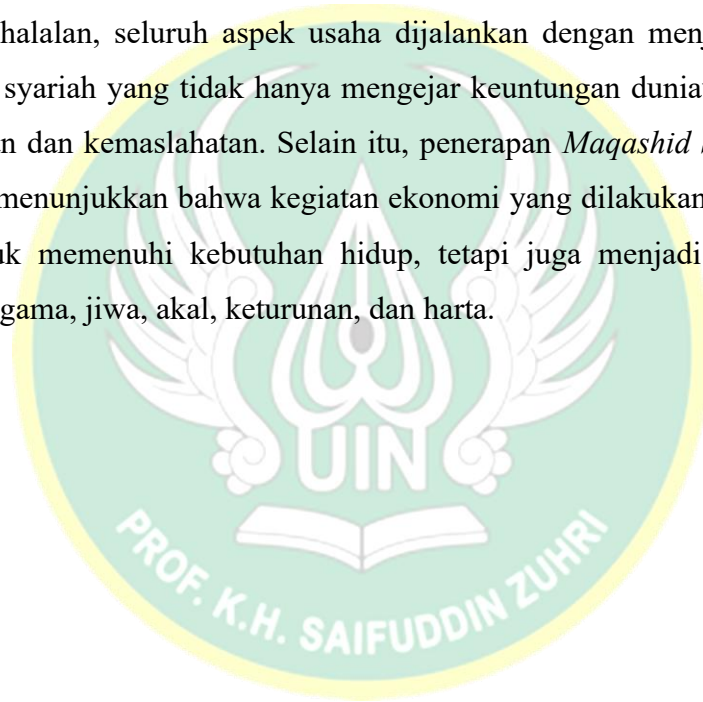 halalan, seluruh aspek usaha dijalankan dengan
syariah yang tidak hanya mengejar keuntungan
dan kemaslahatan. Selain itu, penerapan Maqashid
menunjukkan bahwa kegiatan ekonomi yang dilakukan
memenuhi kebutuhan hidup, tetapi juga menjadi
gama, jiwa, akal, keturunan, dan harta.
UIN
PROF. K.H. SAIFUDDIN ZUHRI